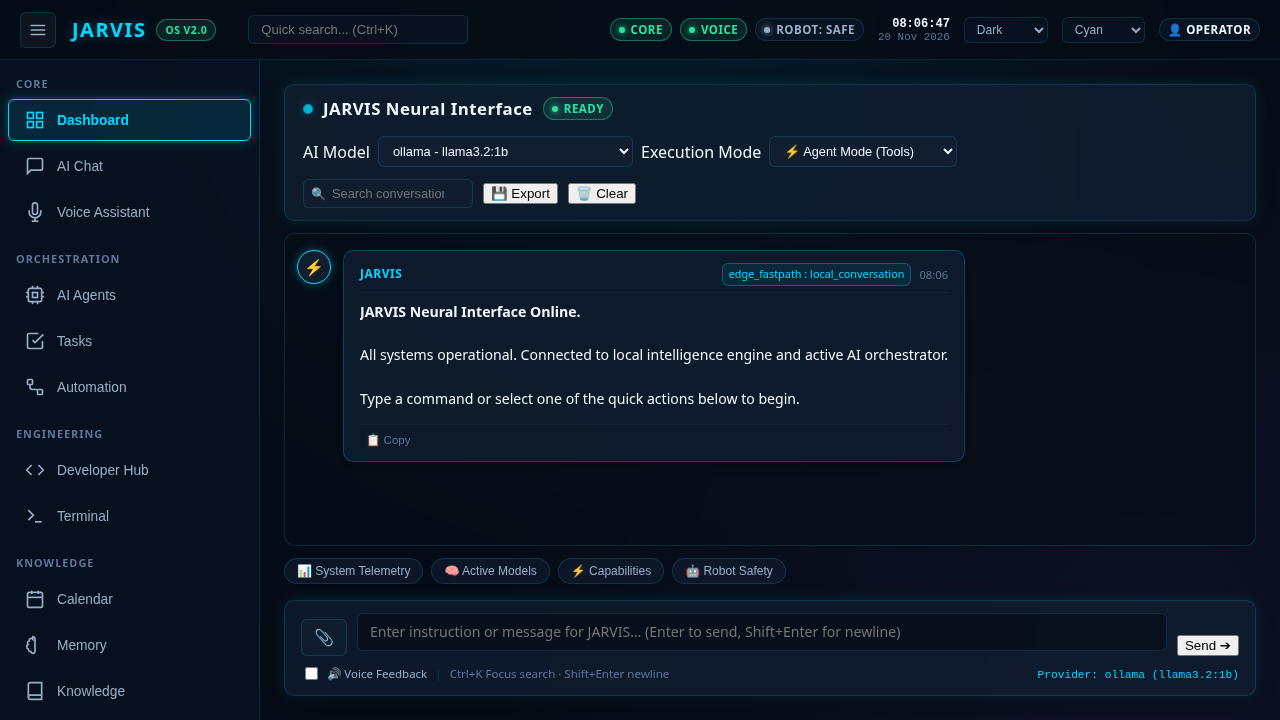 JARVIS
OS V2.0
Quick search... (Ctrl+K)
CORE
VOICE
ROBOT: SAFE
08:06:47
20 Nov 2026
Dark
Cyan
👤 OPERATOR
CORE
Dashboard
AI Chat
Voice Assistant
ORCHESTRATION
AI Agents
Tasks
Automation
ENGINEERING
Developer Hub
Terminal
KNOWLEDGE
Calendar
Memory
Knowledge
JARVIS Neural Interface
READY
AI Model
ollama - llama3.2:1b
Execution Mode
⚡ Agent Mode (Tools)
🔍 Search conversation
💾 Export
🗑️ Clear
JARVIS
edge_fastpath : local_conversation
08:06
JARVIS Neural Interface Online.
All systems operational. Connected to local intelligence engine and active AI orchestrator.
Type a command or select one of the quick actions below to begin.
📋 Copy
📊 System Telemetry
🧠 Active Models
⚡ Capabilities
🤖 Robot Safety
Enter instruction or message for JARVIS... (Enter to send, Shift+Enter for newline)
Send ➔
🔊 Voice Feedback
|
Ctrl+K Focus search · Shift+Enter newline
Provider: ollama (llama3.2:1b)